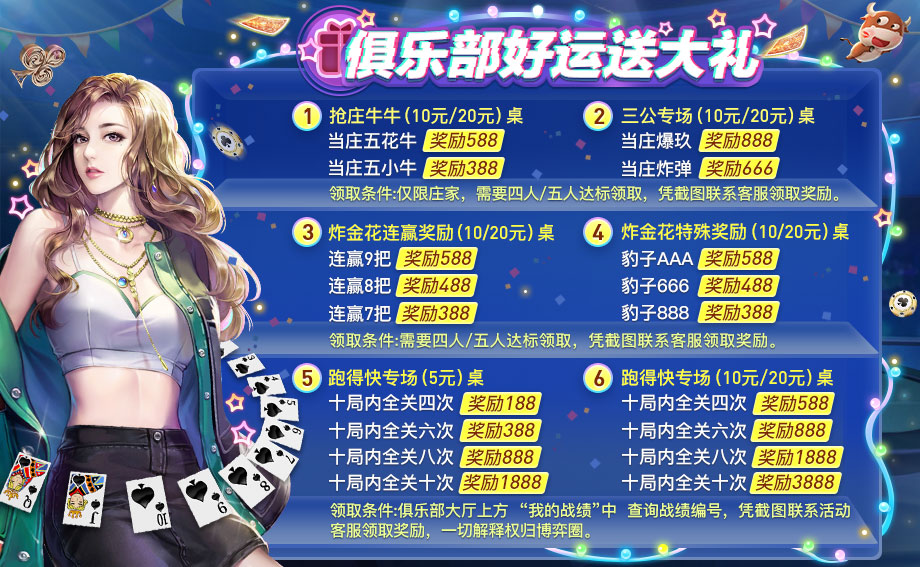 俱乐部好运送大礼
1 抢庄牛牛(10元/20元)桌
当庄五花牛 奖励588
当庄五小牛 奖励388
2 三公专场(10元/20元)桌
当庄爆玖 奖励888
当庄炸弹 奖励666
领取条件:仅限庄家，需要四人/五人达标领取，凭截图联系客服领取奖励。
3 炸金花连赢奖励(10/20元)桌
连赢9把 奖励588
连赢8把 奖励488
连赢7把 奖励388
4 炸金花特殊奖励(10/20元)桌
豹子AAA 奖励588
豹子666 奖励488
豹子888 奖励388
领取条件:需要四人/五人达标领取，凭截图联系客服领取奖励。
5 跑得快专场(5元)桌
十局内全关四次 奖励188
十局内全关六次 奖励388
十局内全关八次 奖励888
十局内全关十次 奖励1888
6 跑得快专场(10元/20元)桌
十局内全关四次 奖励588
十局内全关六次 奖励888
十局内全关八次 奖励1888
十局内全关十次 奖励3888
领取条件:俱乐部大厅上方 “我的战绩”中 查询战绩编号，凭截图联系活动
客服领取奖励，一切解释权归博弈圈。
Q
J
10
9
8
7